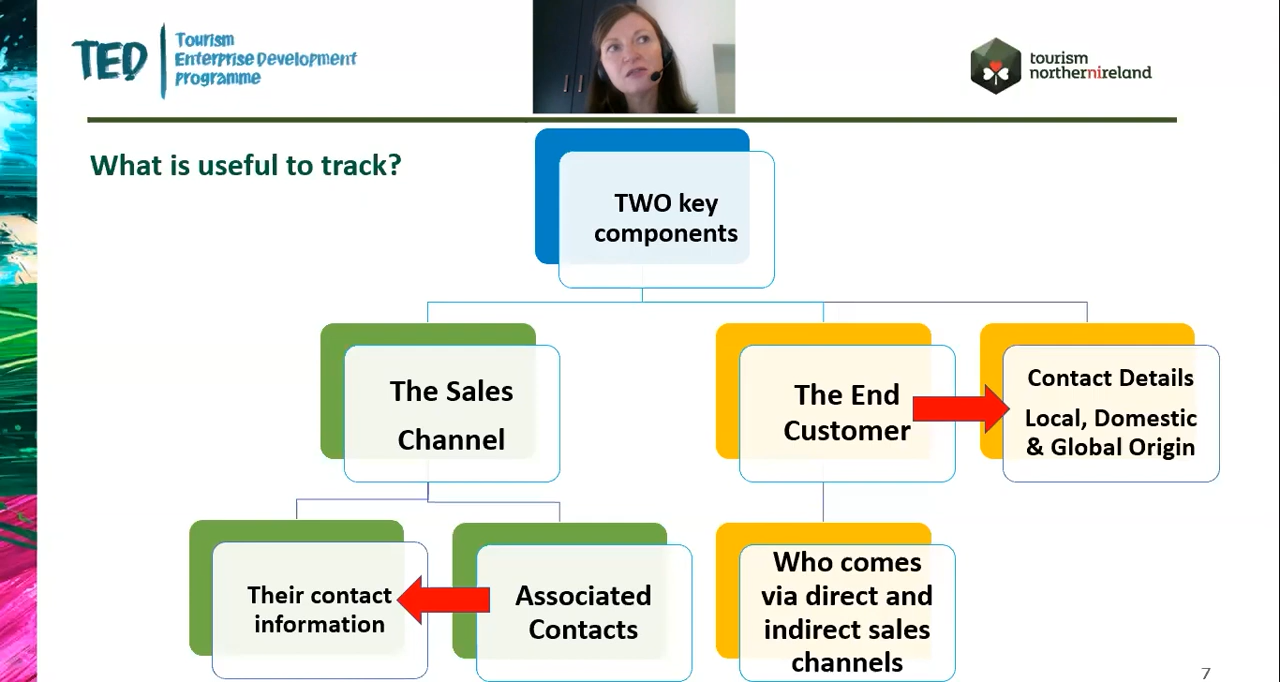 TED
Tourism
Enterprise Development
programme
tourism
northernireland
What is useful to track?
TWO key
components
The Sales
Channel
The End
Customer
Contact Details
Local, Domestic
& Global Origin
Their contact
information
Associated
Contacts
Who comes
via direct and
indirect sales
channels
7